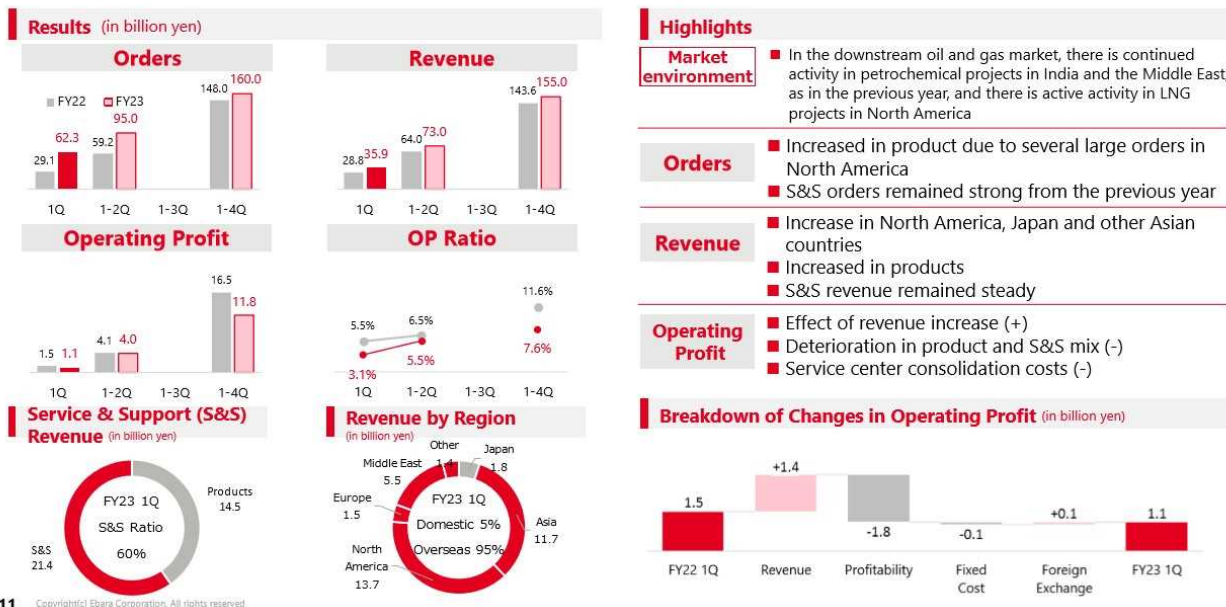 Results (in billion yen)
Orders
FY22 FY23
29.1 62.3 59.2 95.0 148.0 160.0
1Q 1-2Q 1-3Q 1-4Q
Revenue
28.8 35.9 64.0 73.0 143.6 155.0
1Q 1-2Q 1-3Q 1-4Q
Operating Profit
1.5 1.1 4.1 4.0 16.5 11.8
1Q 1-2Q 1-3Q 1-4Q
OP Ratio
5.5% 6.5% 11.6%
3.1% 5.5% 7.6%
1Q 1-2Q 1-3Q 1-4Q
Service & Support (S&S)
Revenue (in billion yen)
FY23 1Q
S&S Ratio
60%
Products
14.5
S&S
21.4
Revenue by Region
(in billion yen)
Other
1.4
Japan
1.8
Middle East
5.5
Europe
1.5
North
America
13.7
Asia
11.7
FY23 1Q
Domestic 5%
Overseas 95%
Highlights
Market
environment
In the downstream oil and gas market, there is continued
activity in petrochemical projects in India and the Middle East,
as in the previous year, and there is active activity in LNG
projects in North America
Orders
Increased in product due to several large orders in
North America
S&S orders remained strong from the previous year
Revenue
Increase in North America, Japan and other Asian
countries
Increased in products
S&S revenue remained steady
Operating
Profit
Effect of revenue increase (+)
Deterioration in product and S&S mix (-)
Service center consolidation costs (-)
Breakdown of Changes in Operating Profit (in billion yen)
1.5 +1.4 -1.8 -0.1 +0.1 1.1
FY22 1Q Revenue Profitability Fixed
Cost Foreign
Exchange FY23 1Q
11 Copyright(c) Ebara Corporation. All rights reserved